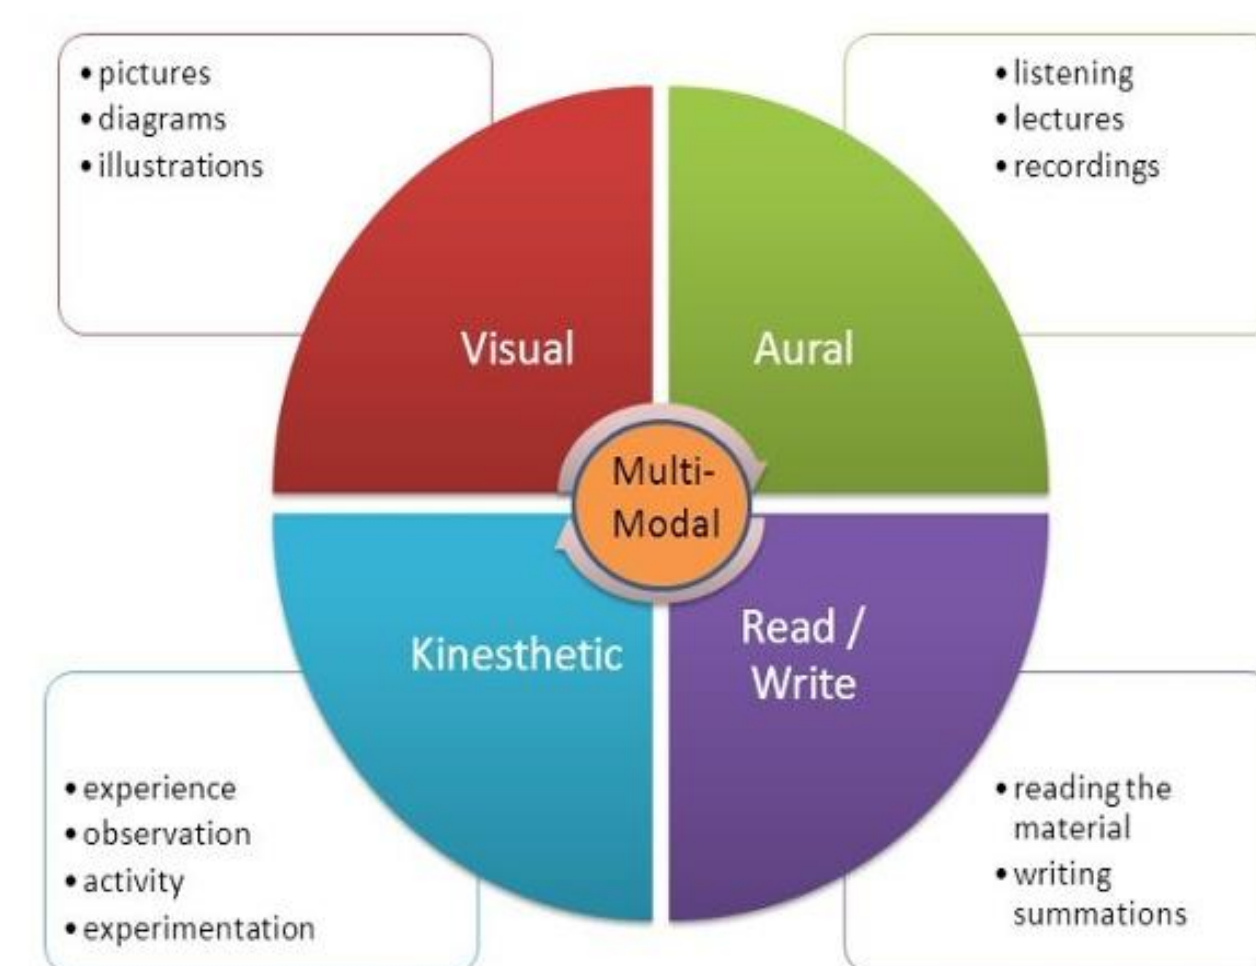 • pictures
• diagrams
• illustrations
• listening
• lectures
• recordings
Visual
Aural
Multi-
Modal
Kinesthetic
Read /
Write
• experience
• observation
• activity
• experimentation
• reading the
material
• writing
summations